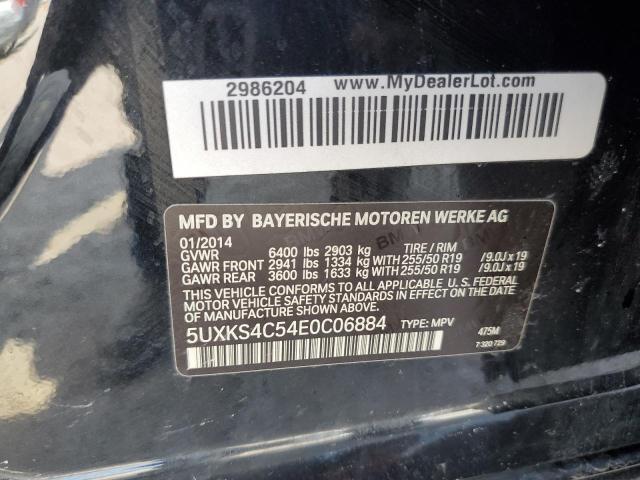 2986204 www.MyDealerLot.com
MFD BY BAYERISCHE MOTOREN WERKE AG
01/2014
GVWR 6400 lbs 2903 kg TIRE / RIM
GAWR FRONT 2941 lbs 1334 kg WITH 255/50 R19 /9.0J x 19
GAWR REAR 3600 lbs 1633 kg WITH 255/50 R19 /9.0J x 19
THIS VEHICLE CONFORMS TO ALL APPLICABLE U.S. FEDERAL
MOTOR VEHICLE SAFETY STANDARDS IN EFFECT ON THE DATE OF
MANUFACTURE SHOWN ABOVE.
5UXKS4C54E0C06884 TYPE: MPV 475M
7 320 729